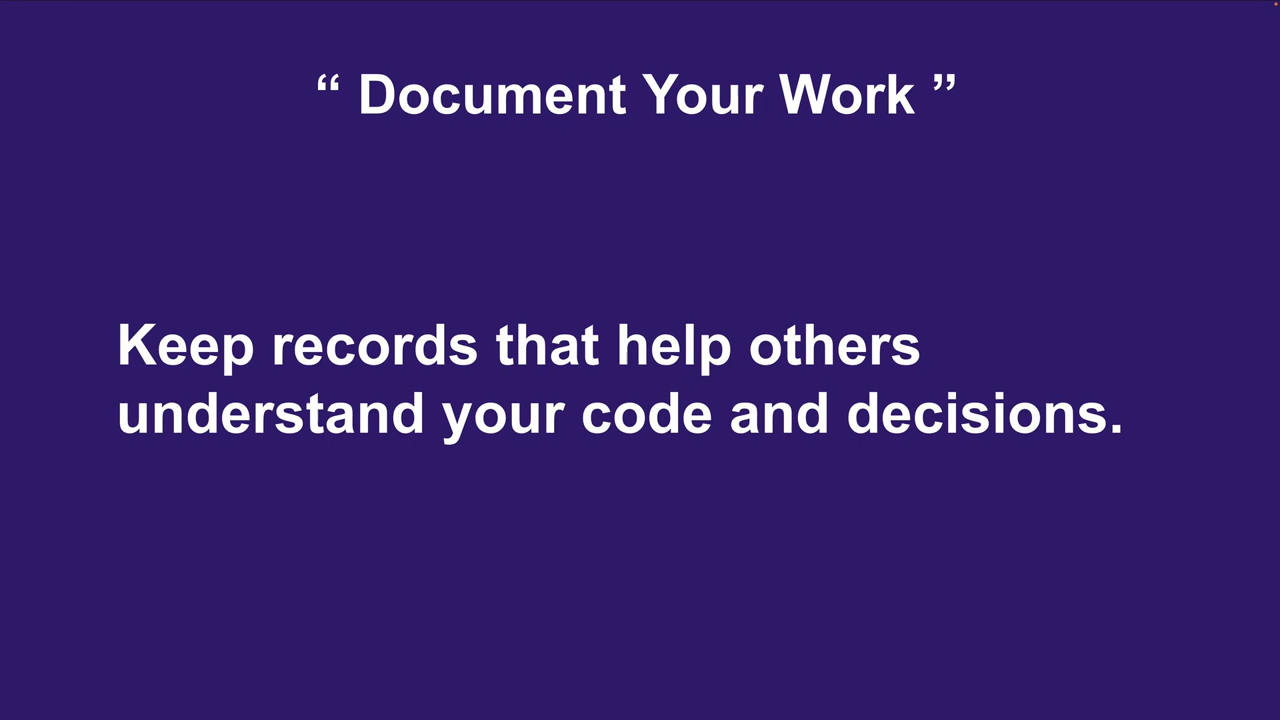 “ Document Your Work ”
Keep records that help others
understand your code and decisions.